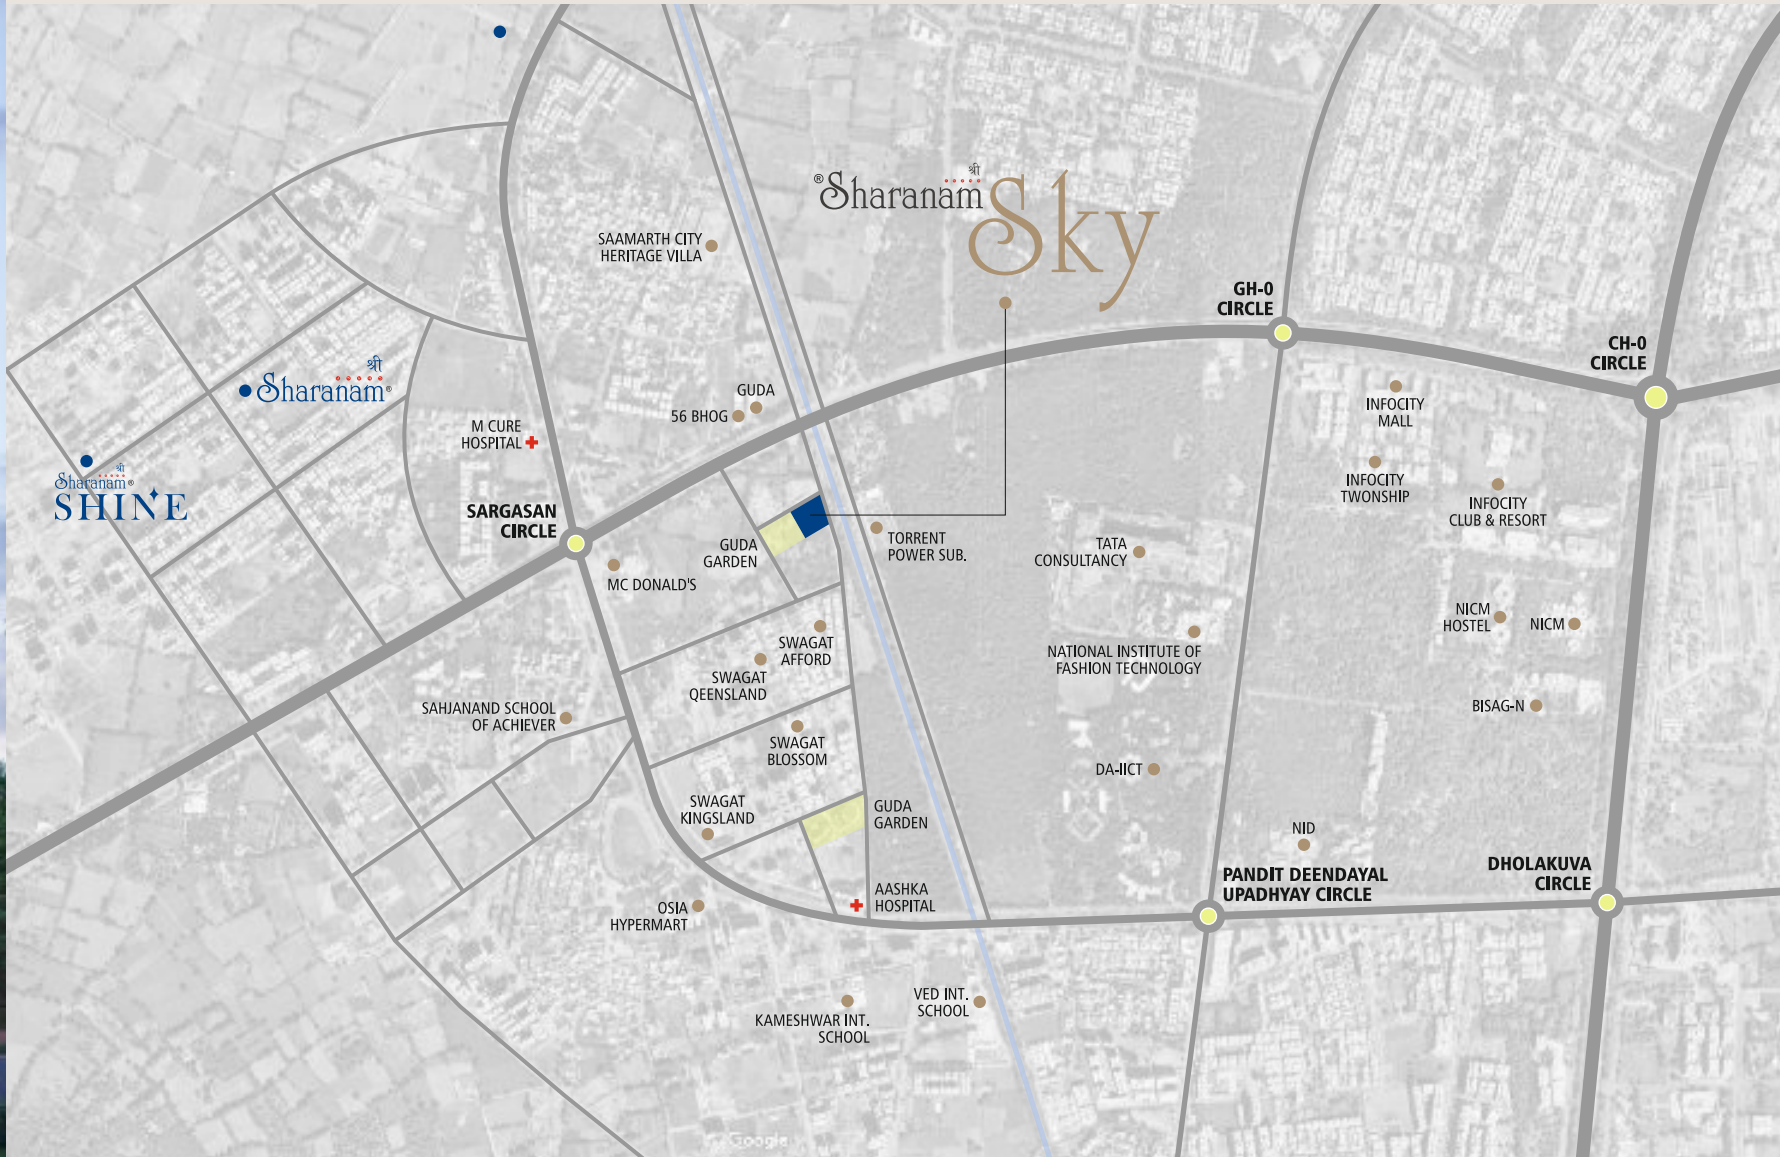 श्री
®Sharanam
Sky
SAAMARTH CITY
HERITAGE VILLA
GH-0
CIRCLE
CH-0
CIRCLE
श्री
Sharanam®
GUDA
56 BHOG
INFOCITY
MALL
M CURE
HOSPITAL
श्री
Sharanam®
SHINE
INFOCITY
TWONSHIP
INFOCITY
CLUB & RESORT
SARGASAN
CIRCLE
GUDA
GARDEN
TORRENT
POWER SUB.
TATA
CONSULTANCY
MC DONALD'S
NICM
HOSTEL
NICM
SWAGAT
AFFORD
NATIONAL INSTITUTE OF
FASHION TECHNOLOGY
SWAGAT
QEENSLAND
SAHJANAND SCHOOL
OF ACHIEVER
BISAG-N
SWAGAT
BLOSSOM
DA-IICT
SWAGAT
KINGSLAND
GUDA
GARDEN
NID
PANDIT DEENDAYAL
UPADHYAY CIRCLE
DHOLAKUVA
CIRCLE
AASHKA
HOSPITAL
OSIA
HYPERMART
VED INT.
SCHOOL
KAMESHWAR INT.
SCHOOL
Google